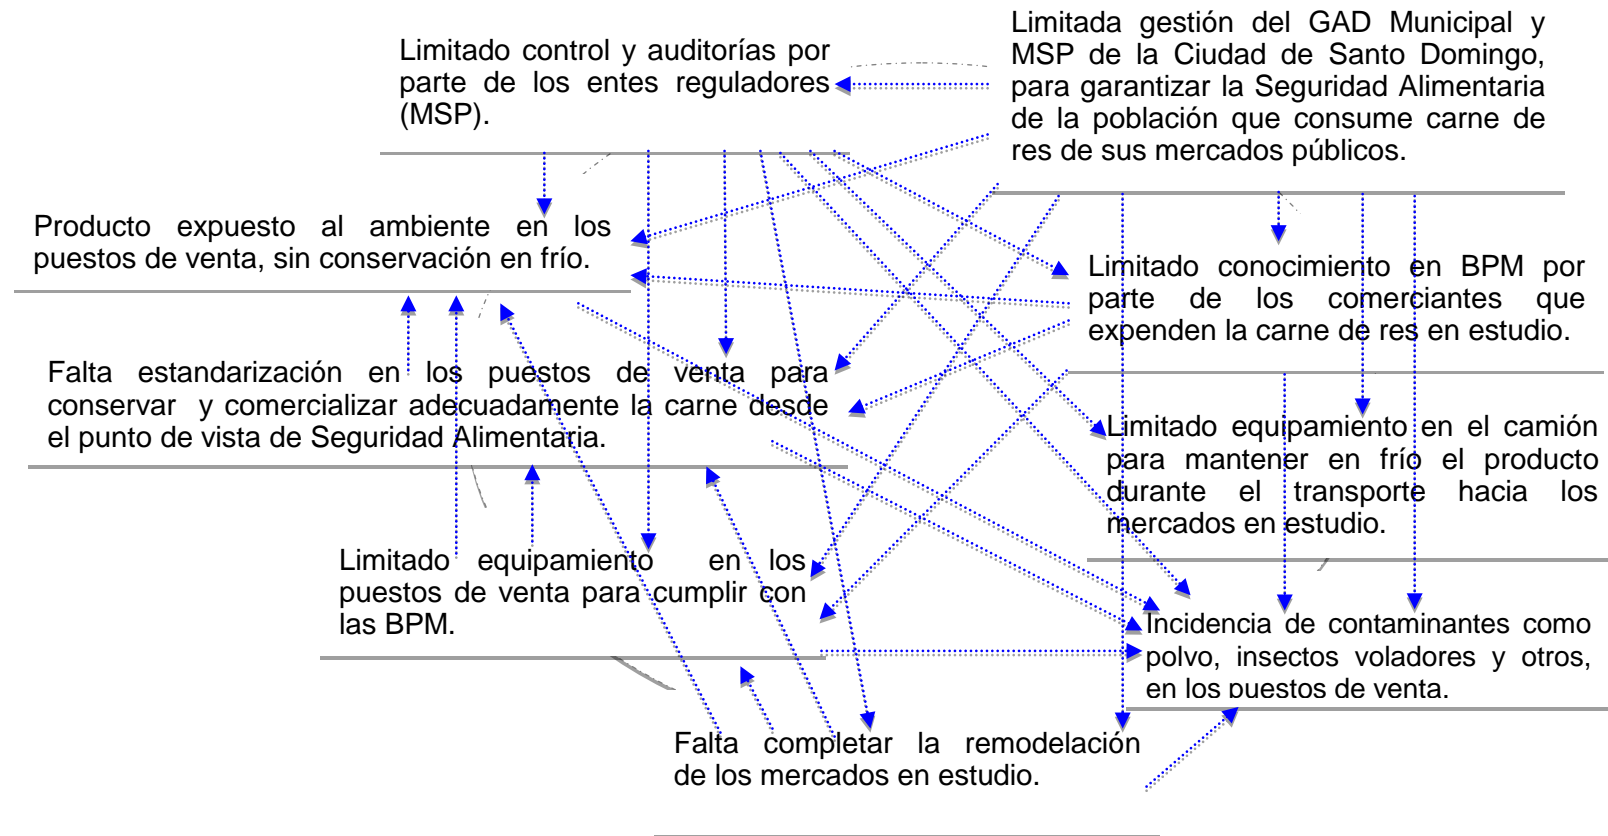 Limitado control y auditorías por
parte de los entes reguladores
(MSP).
Limitada gestión del GAD Municipal y
MSP de la Ciudad de Santo Domingo,
para garantizar la Seguridad Alimentaria
de la población que consume carne de
res de sus mercados públicos.
Producto expuesto al ambiente en los
puestos de venta, sin conservación en frío.
Limitado conocimiento en BPM por
parte de los comerciantes que
expenden la carne de res en estudio.
Falta estandarización en los puestos de venta para
conservar y comercializar adecuadamente la carne desde
el punto de vista de Seguridad Alimentaria.
Limitado equipamiento en el camión
para mantener en frío el producto
durante el transporte hacia los
mercados en estudio.
Limitado equipamiento en los
puestos de venta para cumplir con
las BPM.
Incidencia de contaminantes como
polvo, insectos voladores y otros,
en los puestos de venta.
Falta completar la remodelación
de los mercados en estudio.